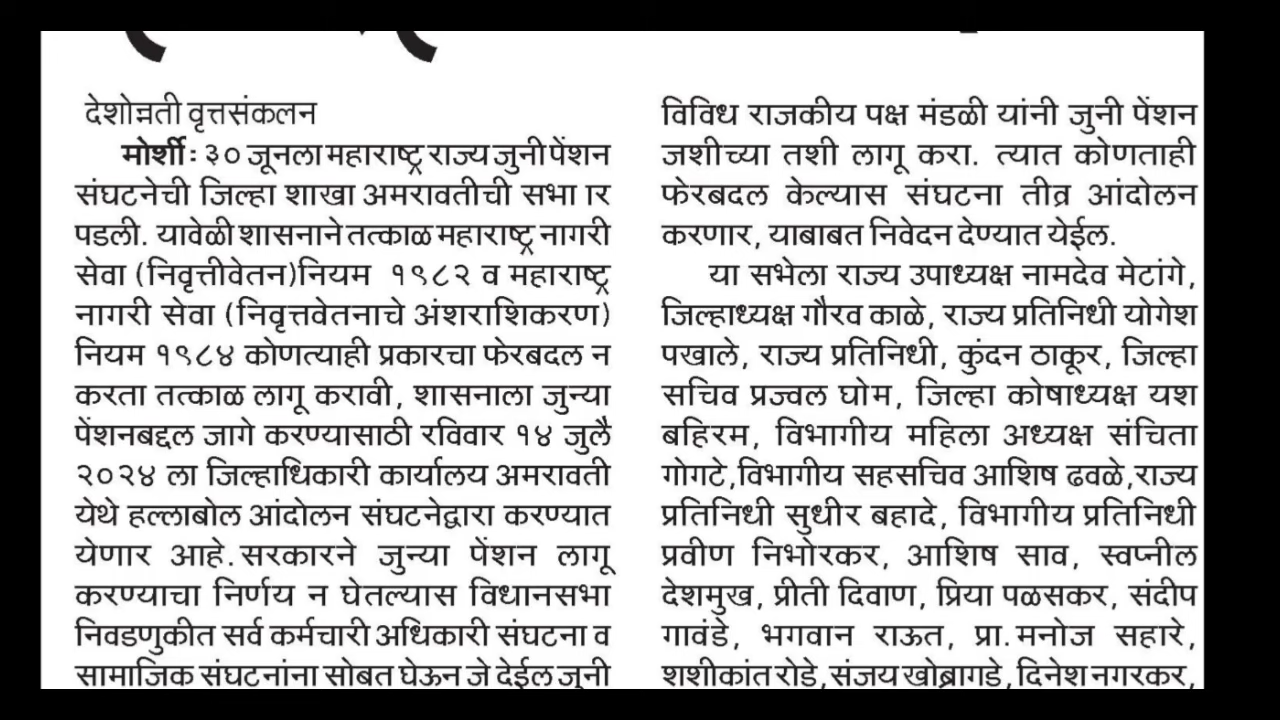 देशोन्नती वृत्तसंकलन
मोर्शी : ३० जूनला महाराष्ट्र राज्य जुनी पेंशन
संघटनेची जिल्हा शाखा अमरावतीची सभा ार
पडली. यावेळी शासनाने तत्काळ महाराष्ट्र नागरी
सेवा (निवृत्तीवेतन)नियम १९८२ व महाराष्ट्र
नागरी सेवा (निवृत्तवेतनाचे अंशराशिकरण)
नियम १९८४ कोणत्याही प्रकारचा फेरबदल न
करता तत्काळ लागू करावी, शासनाला जुन्या
पेंशनबद्दल जागे करण्यासाठी रविवार १४ जुलै
२०२४ ला जिल्हाधिकारी कार्यालय अमरावती
येथे हल्लाबोल आंदोलन संघटनेद्वारा करण्यात
येणार आहे.सरकारने जुन्या पेंशन लागू
करण्याचा निर्णय न घेतल्यास विधानसभा
निवडणुकीत सर्व कर्मचारी अधिकारी संघटना व
सामाजिक संघटनांना सोबत घेऊन जे देईल जुनी
विविध राजकीय पक्ष मंडळी यांनी जुनी पेंशन
जशीच्या तशी लागू करा. त्यात कोणताही
फेरबदल केल्यास संघटना तीव्र आंदोलन
करणार, याबाबत निवेदन देण्यात येईल.
या सभेला राज्य उपाध्यक्ष नामदेव मेटांगे,
जिल्हाध्यक्ष गौरव काळे, राज्य प्रतिनिधी योगेश
पखाले, राज्य प्रतिनिधी, कुंदन ठाकूर, जिल्हा
सचिव प्रज्वल घोम, जिल्हा कोषाध्यक्ष यश
बहिरम, विभागीय महिला अध्यक्ष संचिता
गोगटे,विभागीय सहसचिव आशिष ढवळे,राज्य
प्रतिनिधी सुधीर बहादे, विभागीय प्रतिनिधी
प्रवीण निभोरकर, आशिष साव, स्वप्नील
देशमुख, प्रीती दिवाण, प्रिया पळसकर, संदीप
गावंडे, भगवान राऊत, प्रा.मनोज सहारे,
शशीकांत रोडे,संजय खोब्रागडे,दिनेश नगरकर,